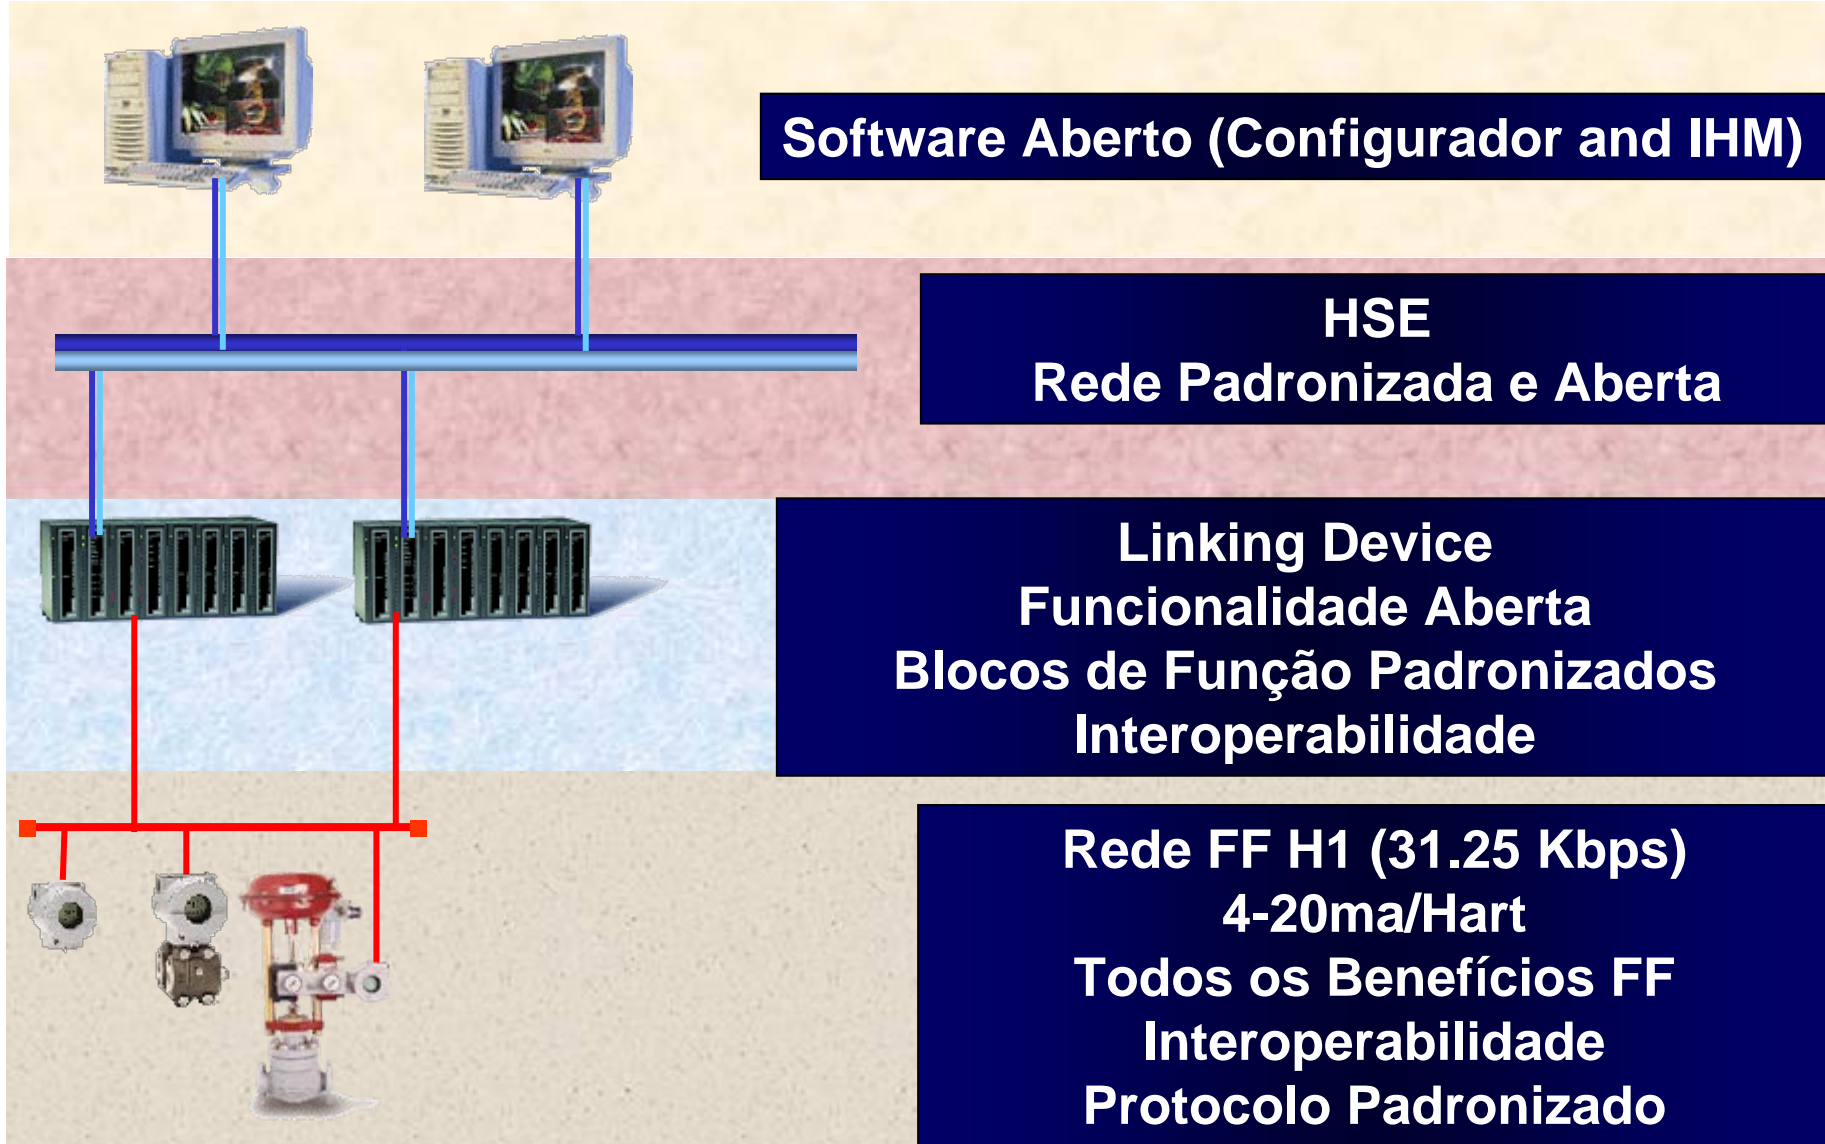 Software Aberto (Configurador and IHM)
HSE
Rede Padronizada e Aberta
Linking Device
Funcionalidade Aberta
Blocos de Função Padronizados
Interoperabilidade
Rede FF H1 (31.25 Kbps)
4-20ma/Hart
Todos os Benefícios FF
Interoperabilidade
Protocolo Padronizado